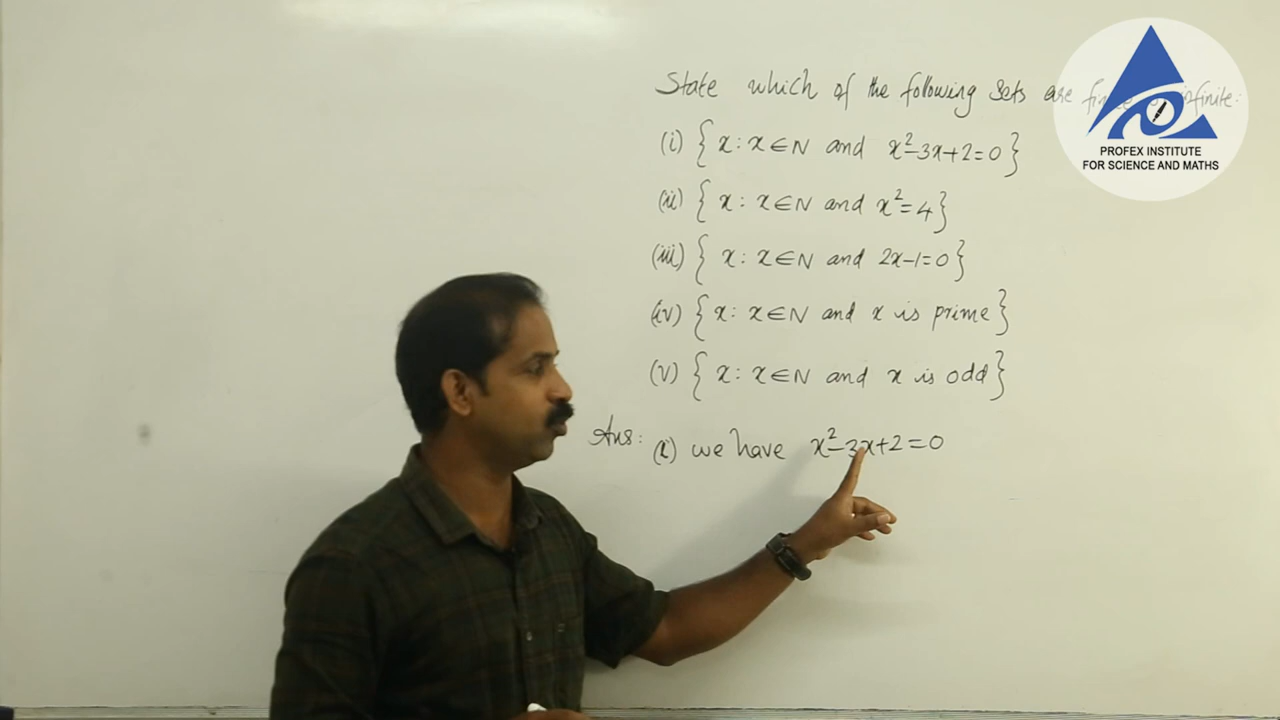 State which of the following sets are finite or infinite:
(i) { x : x ∈ N and x²-3x+2=0 }
(ii) { x : x ∈ N and x²=4 }
(iii) { x : x ∈ N and 2x-1=0 }
(iv) { x : x ∈ N and x is prime }
(v) { x : x ∈ N and x is odd }
Ans: (i) we have x²-3x+2=0
PROFEX INSTITUTE
FOR SCIENCE AND MATHS